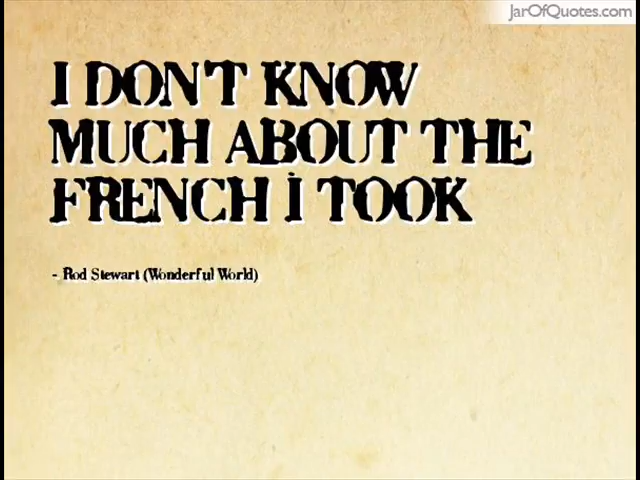 JarOfQuotes.com
I DON'T KNOW
MUCH ABOUT THE
FRENCH I TOOK
- Rod Stewart (Wonderful World)